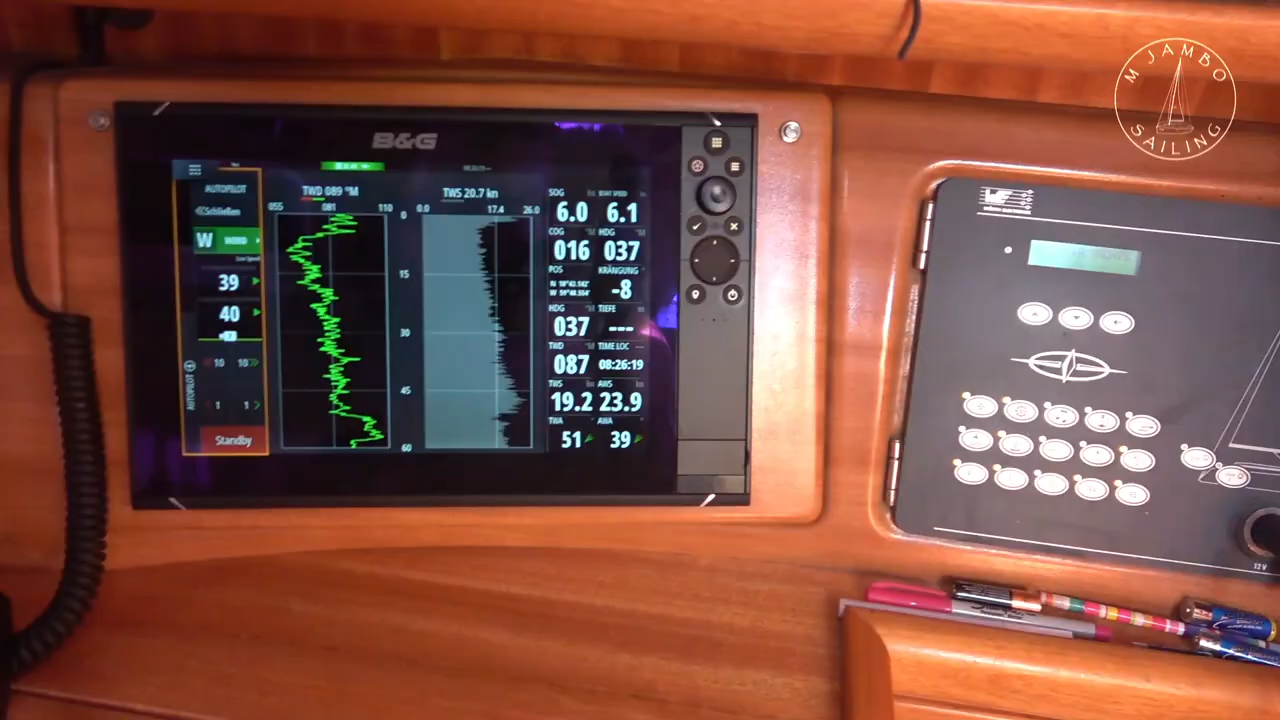 M JAMBO
SAILING
B&G
AUTOPILOT
Schließen
W WIND
39
40
10 10
1 1
AUTOPILOT
Standby
TWD 089 °M
055 081 110
TWS 20.7 kn
0.0 17.4 26.0
0
15
30
45
60
SOG BOAT SPEED
6.0 6.1
COG °M HDG °M
016 037
POS KRÄNGUNG
-8
HDG °M TIEFE
037 ---
TWD °M TIME LOC
087 08:26:19
TWS AWS
19.2 23.9
TWA AWA
51 39
12 V